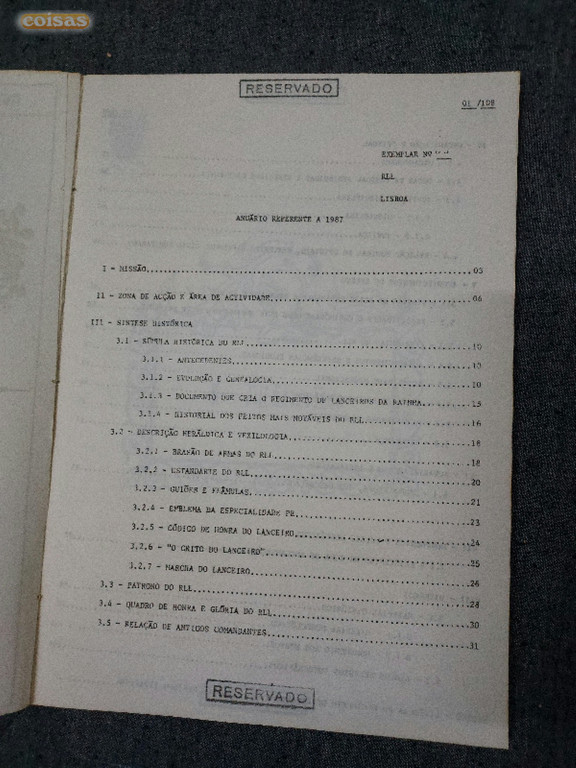 coisas
RESERVADO
01 /108
EXEMPLAR Nº
RLL
LISBOA
ANUÁRIO REFERENTE A 1987
I - MISSÃO...05
II - ZONA DE ACÇÃO E ÁREA DE ACTIVIDADE...06
III - SÍNTESE HISTÓRICA
3.1 - SÚMULA HISTÓRICA DO RLL...10
3.1.1 - ANTECEDENTES...10
3.1.2 - EVOLUÇÃO E GENEALOGIA...10
3.1.3 - DOCUMENTO QUE CRIA O REGIMENTO DE LANCEIROS DA RAINHA...15
3.1.4 - HISTORIAL DOS FEITOS MAIS NOTÁVEIS DO RLL...16
3.2 - DESCRIÇÃO HERÁLDICA E VEXILOLOGIA...18
3.2.1 - BRASÃO DE ARMAS DO RLL...18
3.2.2 - ESTANDARTE DO RLL...20
3.2.3 - GUIÕES E FLÂMULAS...21
3.2.4 - EMBLEMA DA ESPECIALIDADE PE...23
3.2.5 - CÓDIGO DE HONRA DO LANCEIRO...24
3.2.6 - "O GRITO DO LANCEIRO"...25
3.2.7 - MARCHA DO LANCEIRO...26
3.3 - PATRONO DO RLL...28
3.4 - QUADRO DE HONRA E GLÓRIA DO RLL...30
3.5 - RELAÇÃO DE ANTIGOS COMANDANTES...31
RESERVADO